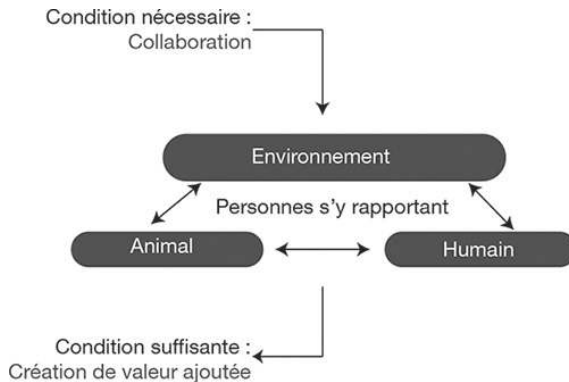 Condition nécessaire :
Collaboration
Environnement
Personnes s'y rapportant
Animal
Humain
Condition suffisante :
Création de valeur ajoutée